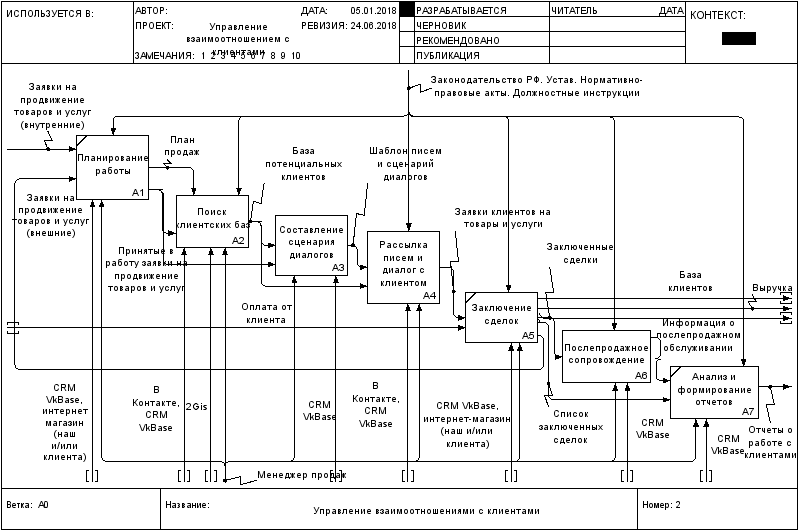 ИСПОЛЬЗУЕТСЯ В:
АВТОР:
ДАТА: 05.01.2018
ПРОЕКТ: Управление
взаимоотношением с
клиентами
РЕВИЗИЯ: 24.06.2018
ЗАМЕЧАНИЯ: 1 2 3 4 5 6 7 8 9 10
РАЗРАБАТЫВАЕТСЯ
ЧЕРНОВИК
РЕКОМЕНДОВАНО
ПУБЛИКАЦИЯ
ЧИТАТЕЛЬ
ДАТА
КОНТЕКСТ:
Законодательство РФ. Устав. Нормативно-
правовые акты. Должностные инструкции
Заявки на
продвижение
товаров и услуг
(внутренние)
Планирование
работы
A1
План
продаж
База
потенциальных
клиентов
Шаблон писем
и сценарий
диалогов
Заявки на
продвижение
товаров и услуг
(внешние)
Поиск
клиентских баз
A2
Составление
сценария
диалогов
A3
Рассылка
писем и
диалог с
клиентом
A4
Заявки клиентов на
товары и услуги
Заключенные
сделки
Принятые в
работу заявки на
продвижение
товаров и услуг
База
клиентов
Выручка
Оплата от
клиента
Заключение
сделок
A5
Информация о
послепродажном
обслуживании
Послепродажное
сопровождение
A6
Анализ и
формирование
отчетов
A7
CRM
VkBase,
интернет
магазин
(наш
и/или
клиента)
В
Контакте,
CRM
VkBase
2Gis
CRM
VkBase
В
Контакте,
CRM
VkBase
CRM VkBase,
интернет-магазин
(наш и/или
клиента)
Список
заключенных
сделок
CRM
VkBase
CRM
VkBase
Отчеты о
работе с
клиентами
Менеджер продаж
Ветка: A0
Название:
Управление взаимоотношениями с клиентами
Номер: 2